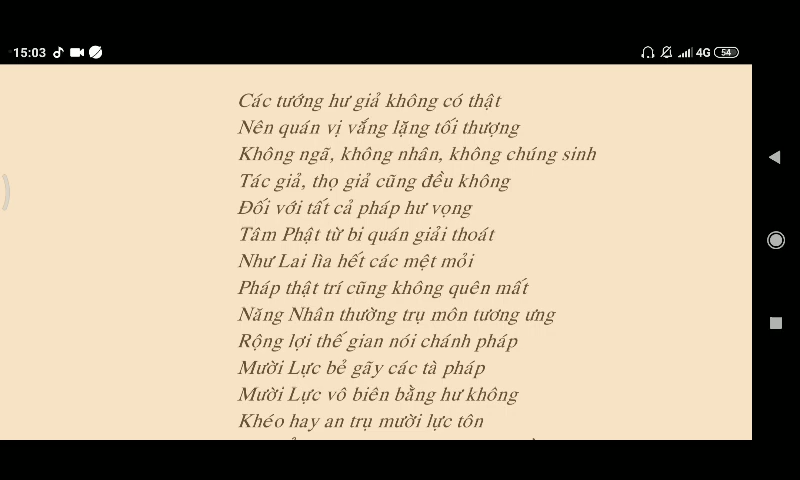 15:03
4G 54
Các tướng hư giả không có thật
Nên quán vị vắng lặng tối thượng
Không ngã, không nhân, không chúng sinh
Tác giả, thọ giả cũng đều không
Đối với tất cả pháp hư vọng
Tâm Phật từ bi quán giải thoát
Như Lai lìa hết các mệt mỏi
Pháp thật trí cũng không quên mất
Năng Nhân thường trụ môn tương ưng
Rộng lợi thế gian nói chánh pháp
Mười Lực bẻ gãy các tà pháp
Mười Lực vô biên bằng hư không
Khéo hay an trụ mười lực tôn